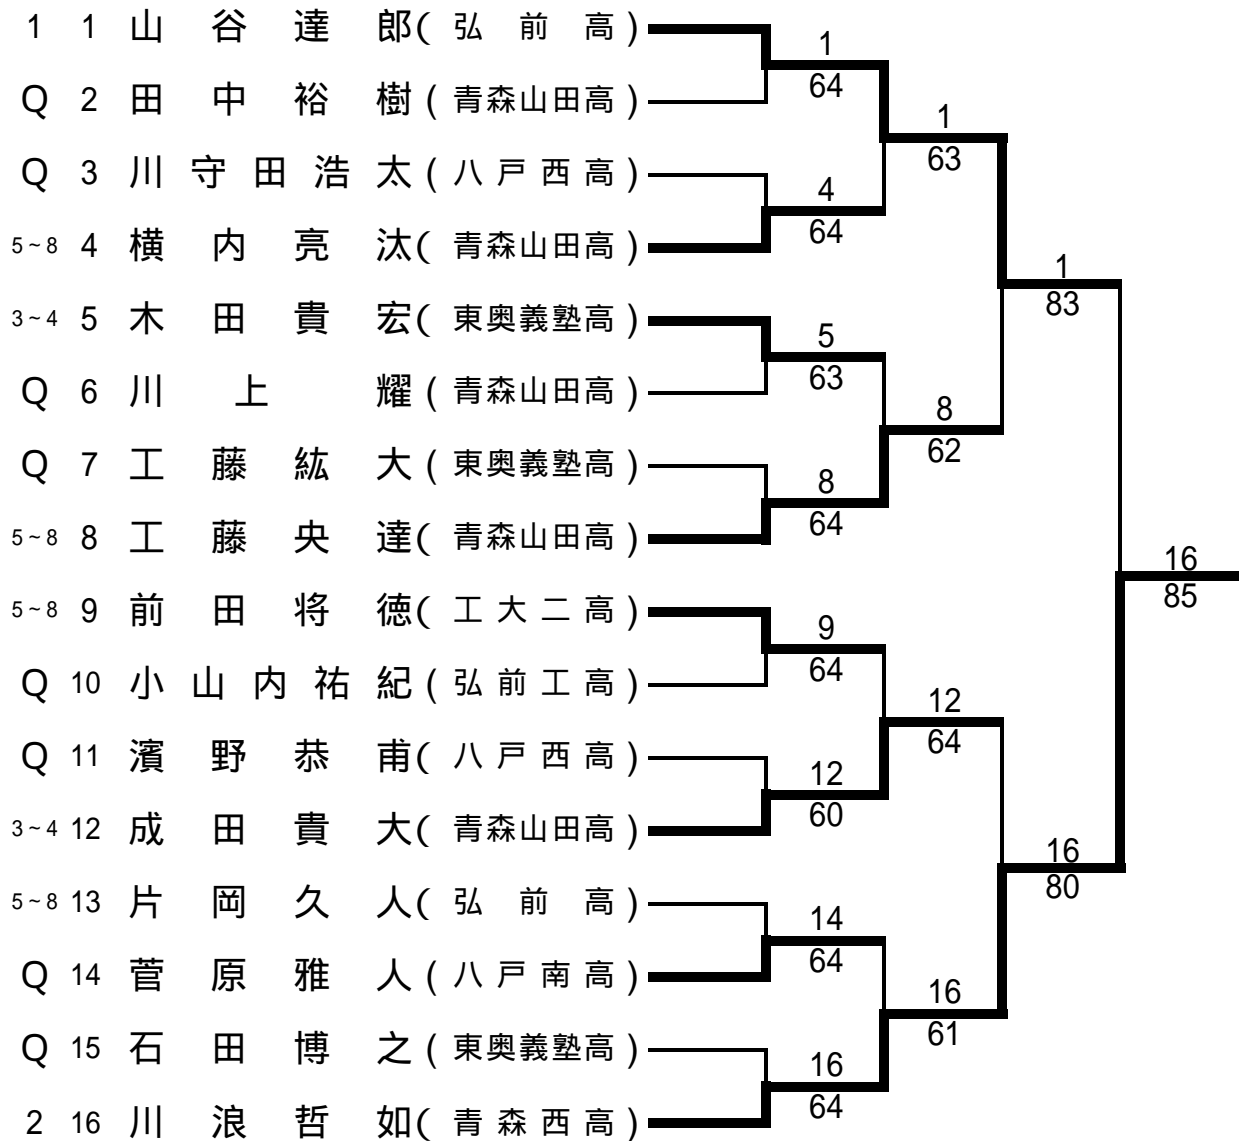 1 1 山谷達郎(弘前高)
1
64
Q 2 田中裕樹(青森山田高)
1
63
Q 3 川守田浩太(八戸西高)
4
64
5~8 4 横内亮汰(青森山田高)
1
83
3~4 5 木田貴宏(東奥義塾高)
5
63
Q 6 川上耀(青森山田高)
8
62
Q 7 工藤紘大(東奥義塾高)
8
64
5~8 8 工藤央達(青森山田高)
16
85
5~8 9 前田将徳(工大二高)
9
64
Q 10 小山内祐紀(弘前工高)
12
64
Q 11 濱野恭甫(八戸西高)
12
60
3~4 12 成田貴大(青森山田高)
16
80
5~8 13 片岡久人(弘前高)
14
64
Q 14 菅原雅人(八戸南高)
16
61
Q 15 石田博之(東奥義塾高)
16
64
2 16 川浪哲如(青森西高)